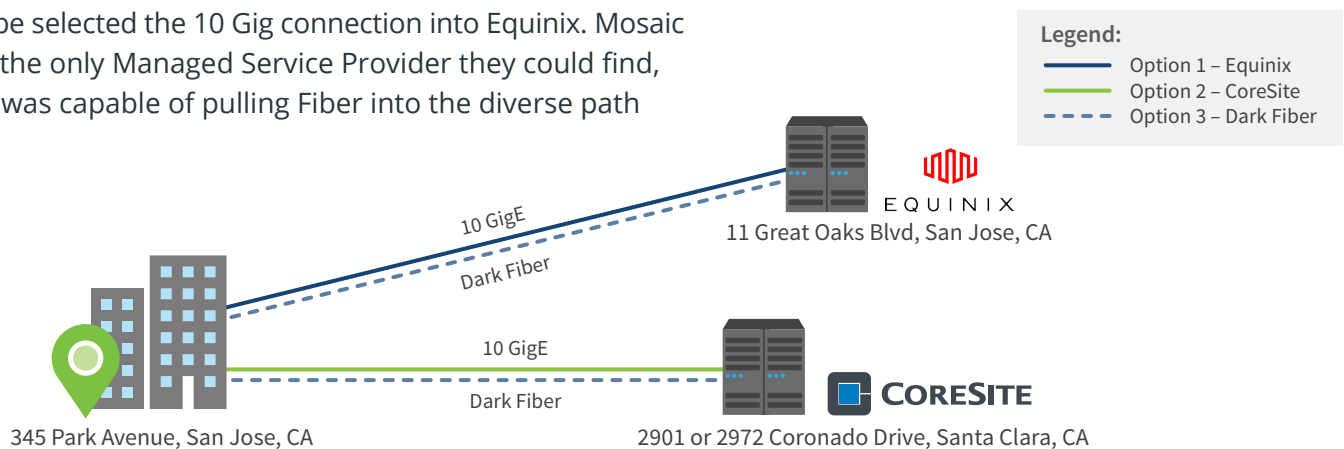 be selected the 10 Gig connection into Equinix. Mosaic
the only Managed Service Provider they could find,
was capable of pulling Fiber into the diverse path
Legend:
Option 1 – Equinix
Option 2 – CoreSite
Option 3 – Dark Fiber
10 GigE
Dark Fiber
EQUINIX
11 Great Oaks Blvd, San Jose, CA
10 GigE
Dark Fiber
CORESITE
345 Park Avenue, San Jose, CA
2901 or 2972 Coronado Drive, Santa Clara, CA